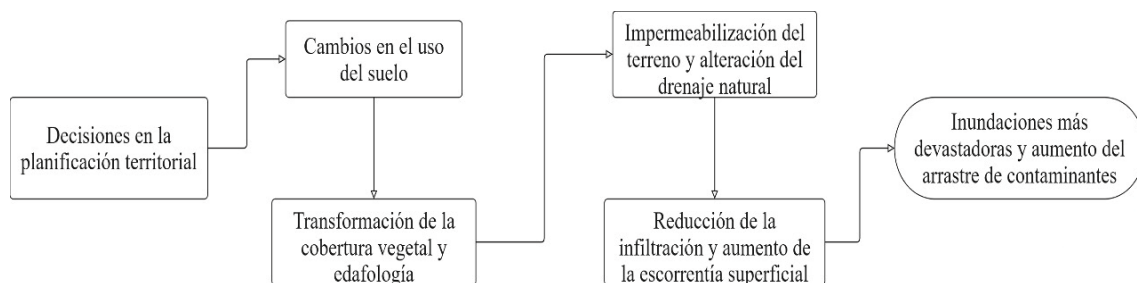 Decisiones en la
planificación territorial
Cambios en el uso
del suelo
Transformación de la
cobertura vegetal y
edafología
Impermeabilización del
terreno y alteración del
drenaje natural
Reducción de la
infiltración y aumento de
la escorrentía superficial
Inundaciones más
devastadoras y aumento del
arrastre de contaminantes